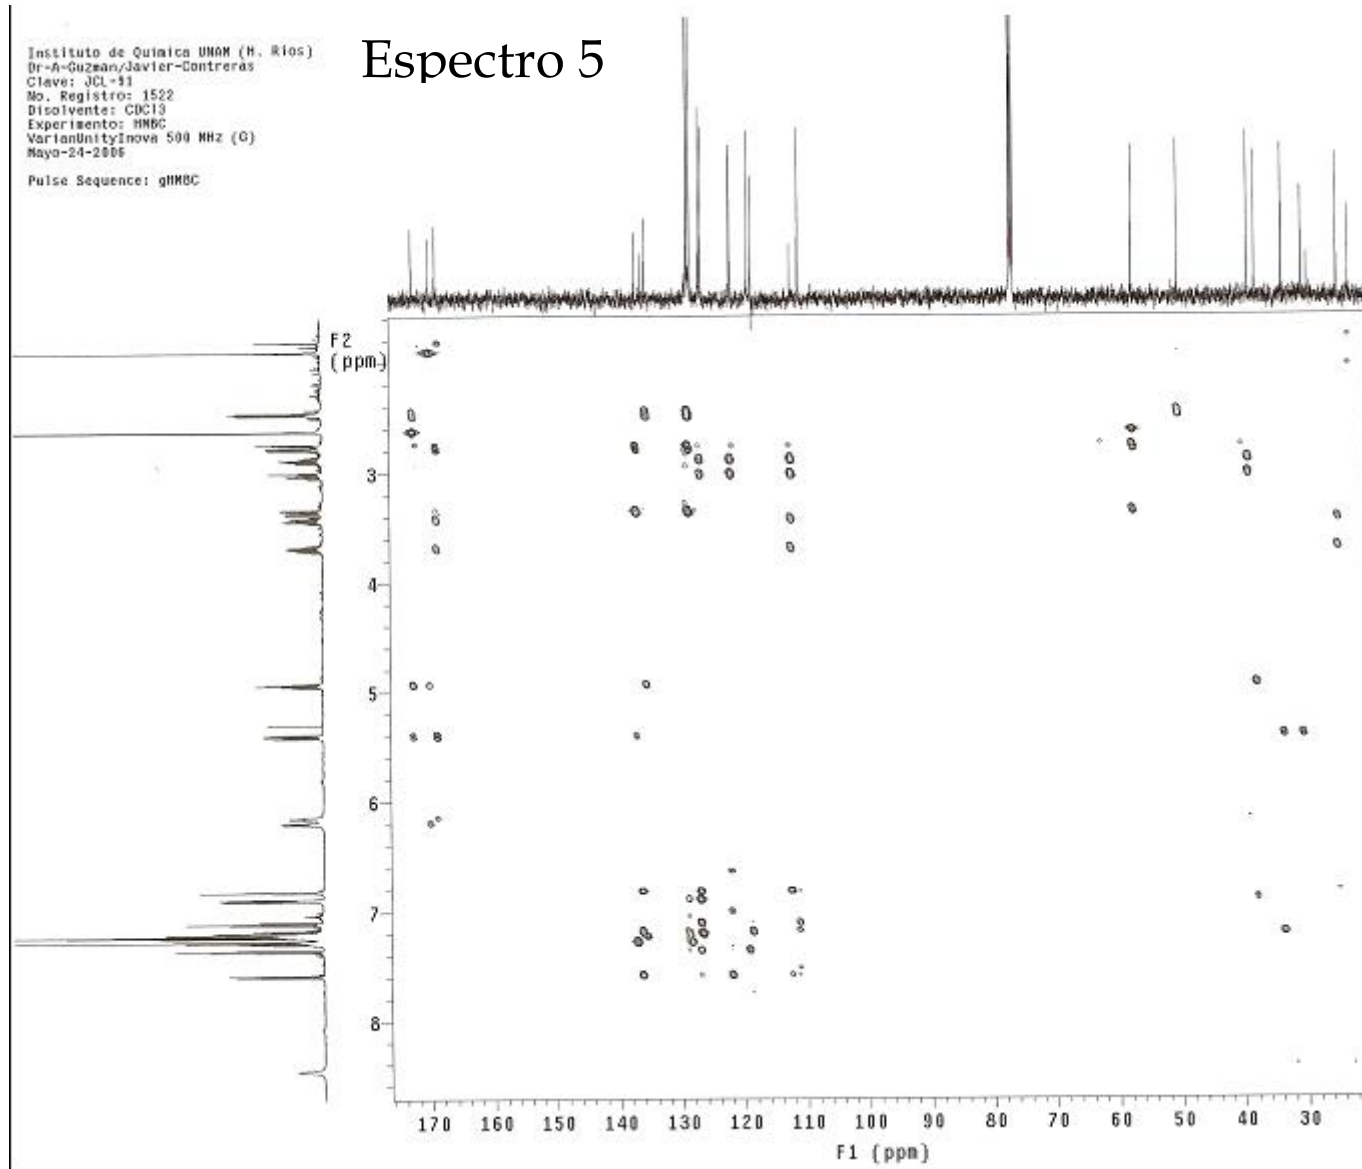 Instituto de Quimica UNAM (H. Rios)
Dr-A-Guzman/Javier-Contreras
Clave: JCL-91
No. Registro: 1522
Disolvente: CDCl3
Experimento: HMBC
VarianUnityInova 500 MHz (G)
Mayo-24-2006
Pulse Sequence: gHMBC
Espectro 5
F2
(ppm)
3
4
5
6
7
8
170 160 150 140 130 120 110 100 90 80 70 60 50 40 30
F1 (ppm)